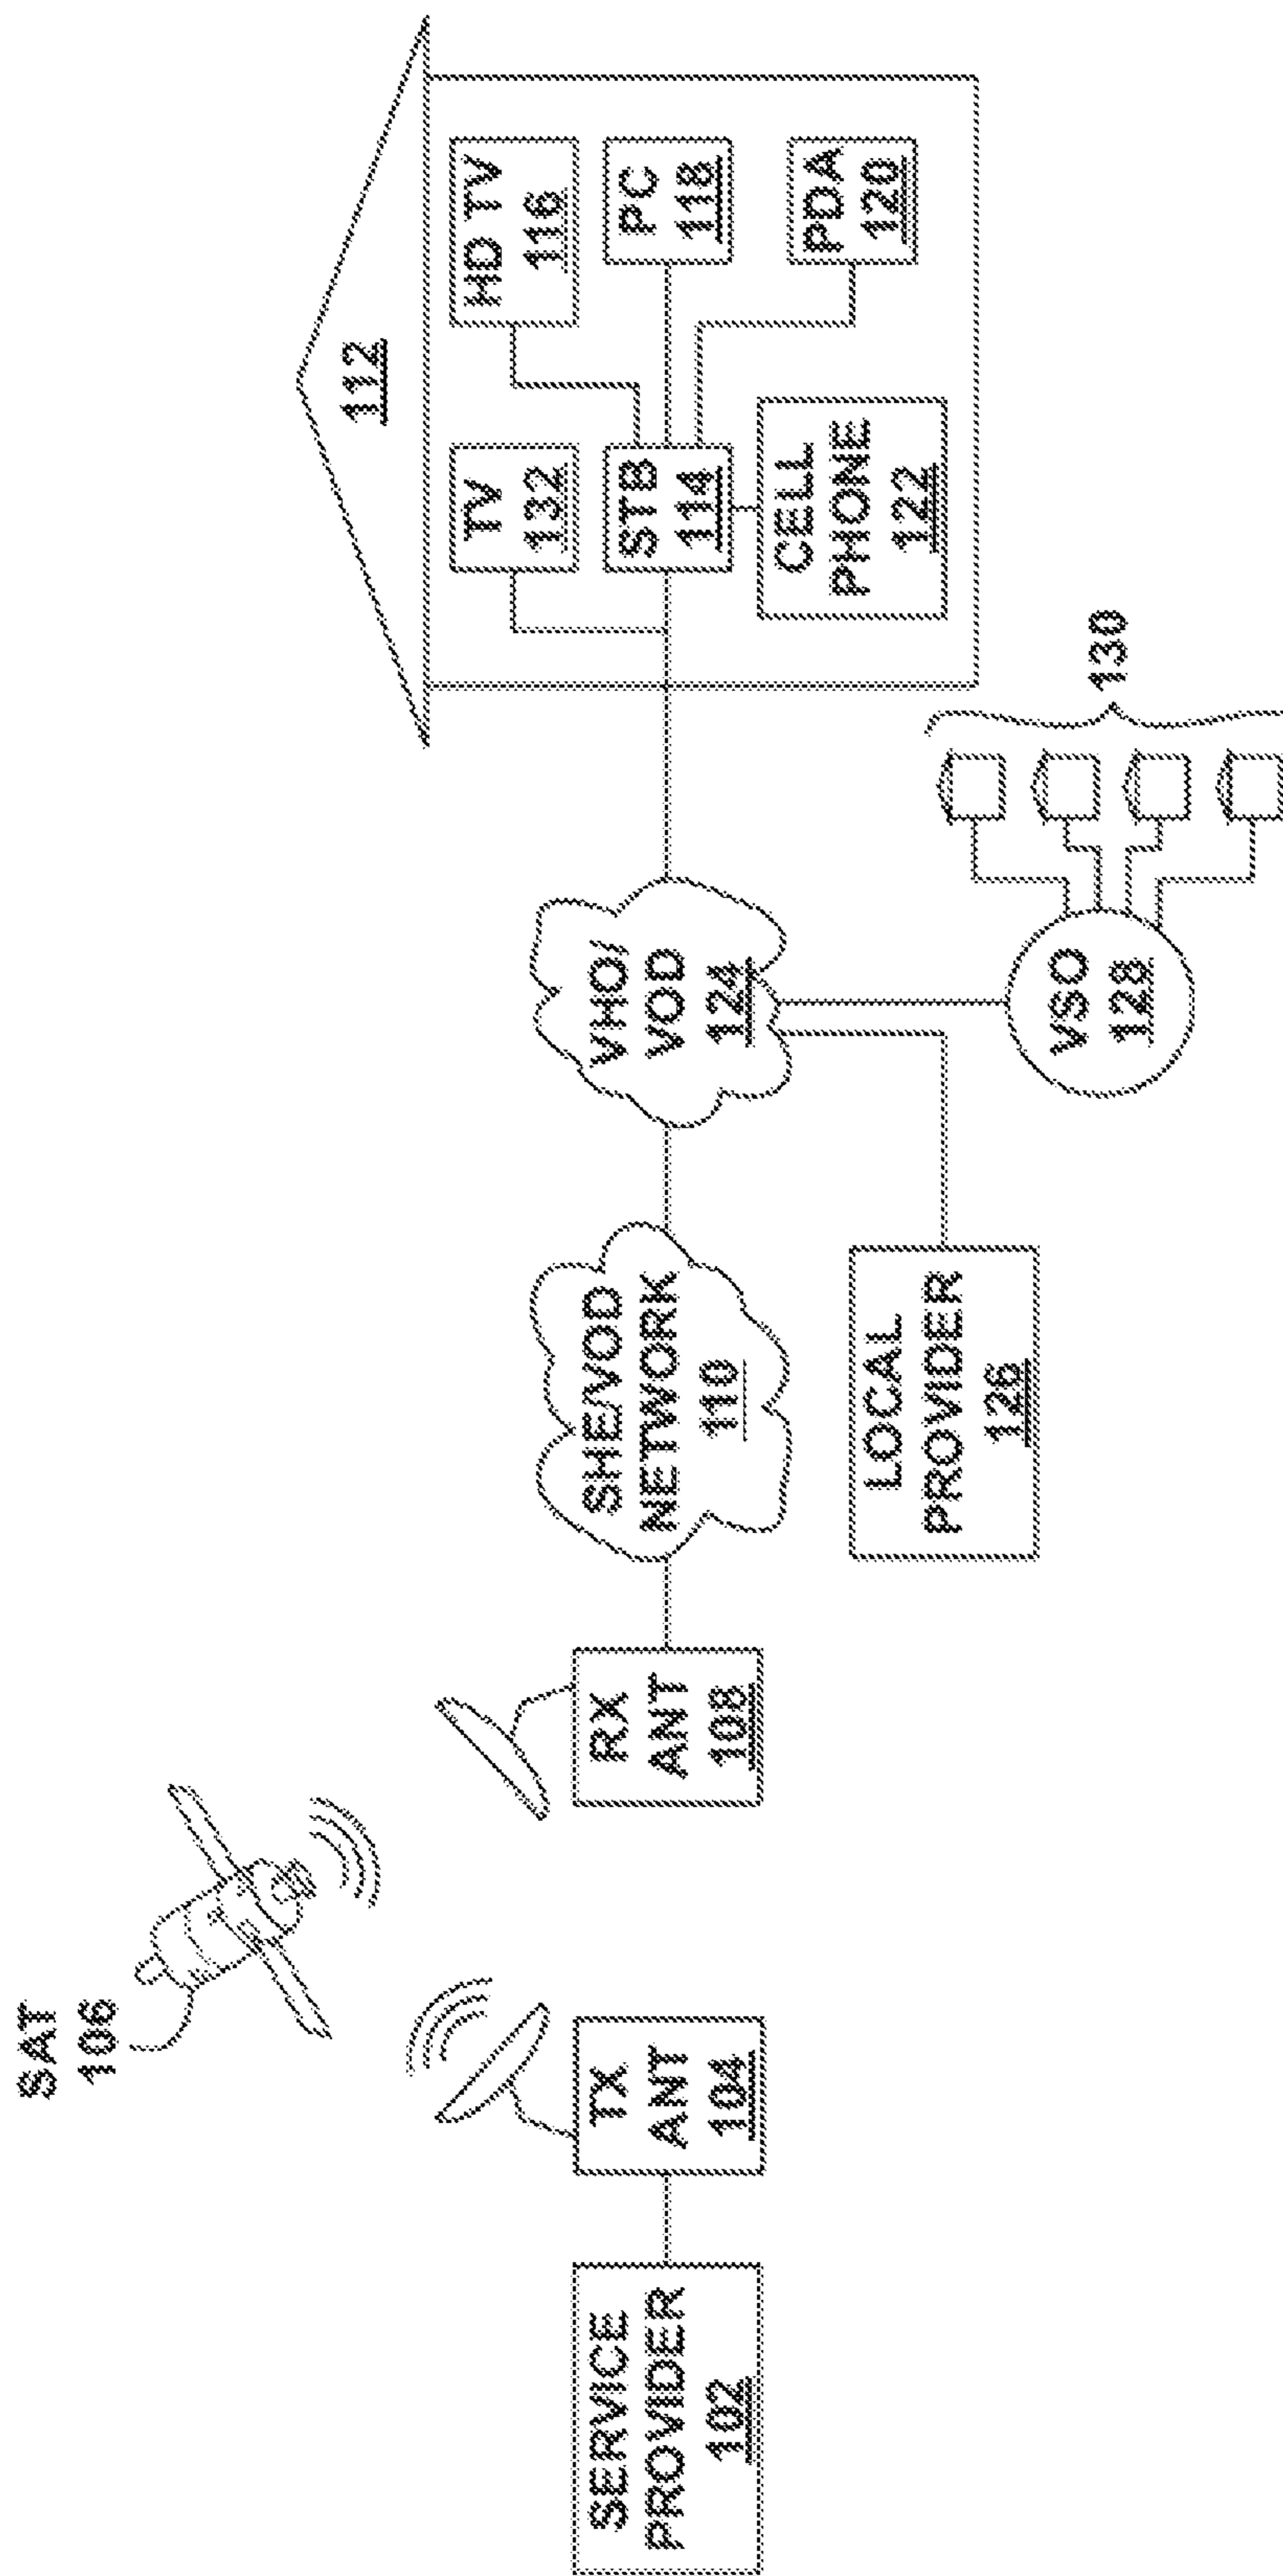 SAT
106
SERVICE
PROVIDER
102
TX
ANT
104
RX
ANT
108
SHE/VOD
NETWORK
110
LOCAL
PROVIDER
126
VHO/
VOD
124
VSO
128
130
112
TV
132
HD TV
116
STB
114
PC
118
CELL
PHONE
122
PDA
120